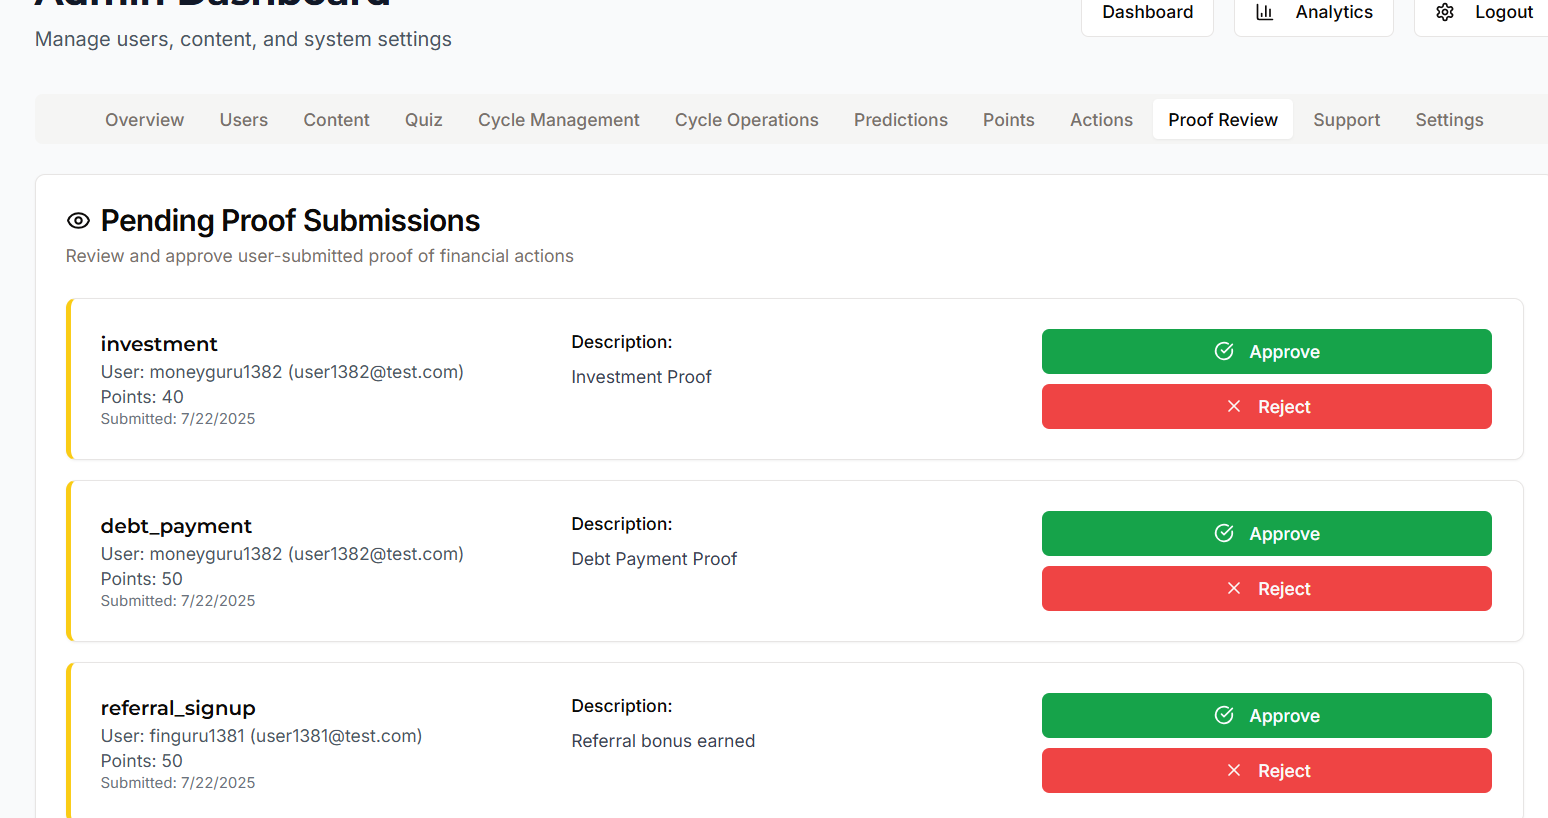 Admin Dashboard
Manage users, content, and system settings
Dashboard
Analytics
Logout
Overview Users Content Quiz Cycle Management Cycle Operations Predictions Points Actions Proof Review Support Settings
Pending Proof Submissions
Review and approve user-submitted proof of financial actions
investment
User: moneyguru1382 (user1382@test.com)
Points: 40
Submitted: 7/22/2025
Description:
Investment Proof
Approve
Reject
debt_payment
User: moneyguru1382 (user1382@test.com)
Points: 50
Submitted: 7/22/2025
Description:
Debt Payment Proof
Approve
Reject
referral_signup
User: finguru1381 (user1381@test.com)
Points: 50
Submitted: 7/22/2025
Description:
Referral bonus earned
Approve
Reject